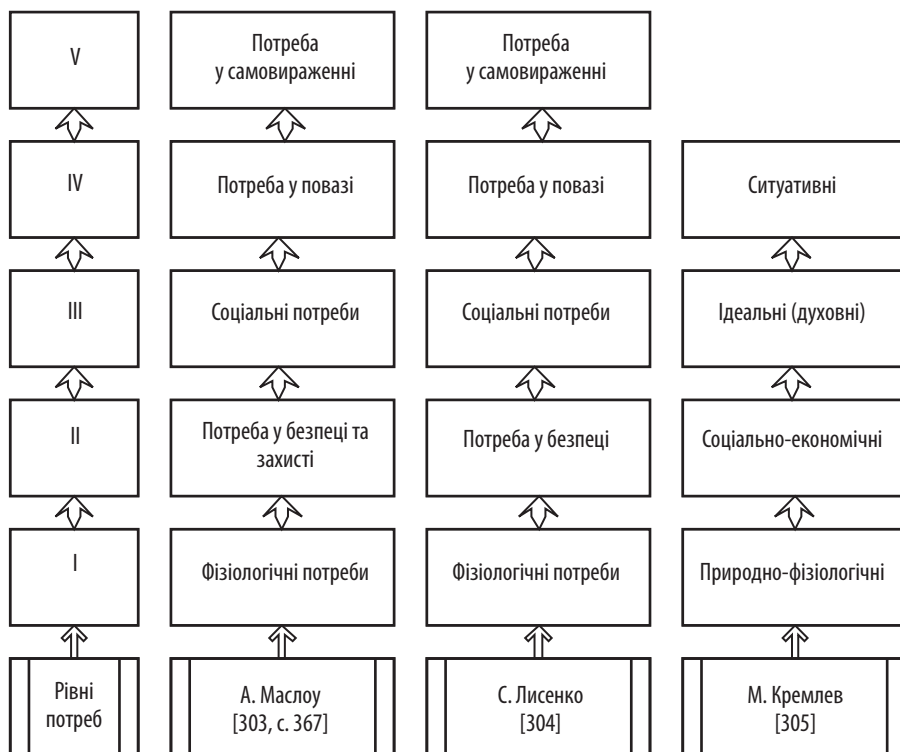 V
Потреба
у самовираженні
Потреба
у самовираженні
IV
Потреба у повазі
Потреба у повазі
Ситуативні
III
Соціальні потреби
Соціальні потреби
Ідеальні (духовні)
II
Потреба у безпеці та
захисті
Потреба у безпеці
Соціально-економічні
I
Фізіологічні потреби
Фізіологічні потреби
Природно-фізіологічні
Рівні
потреб
А. Маслоу
[303, с. 367]
С. Лисенко
[304]
М. Кремлев
[305]